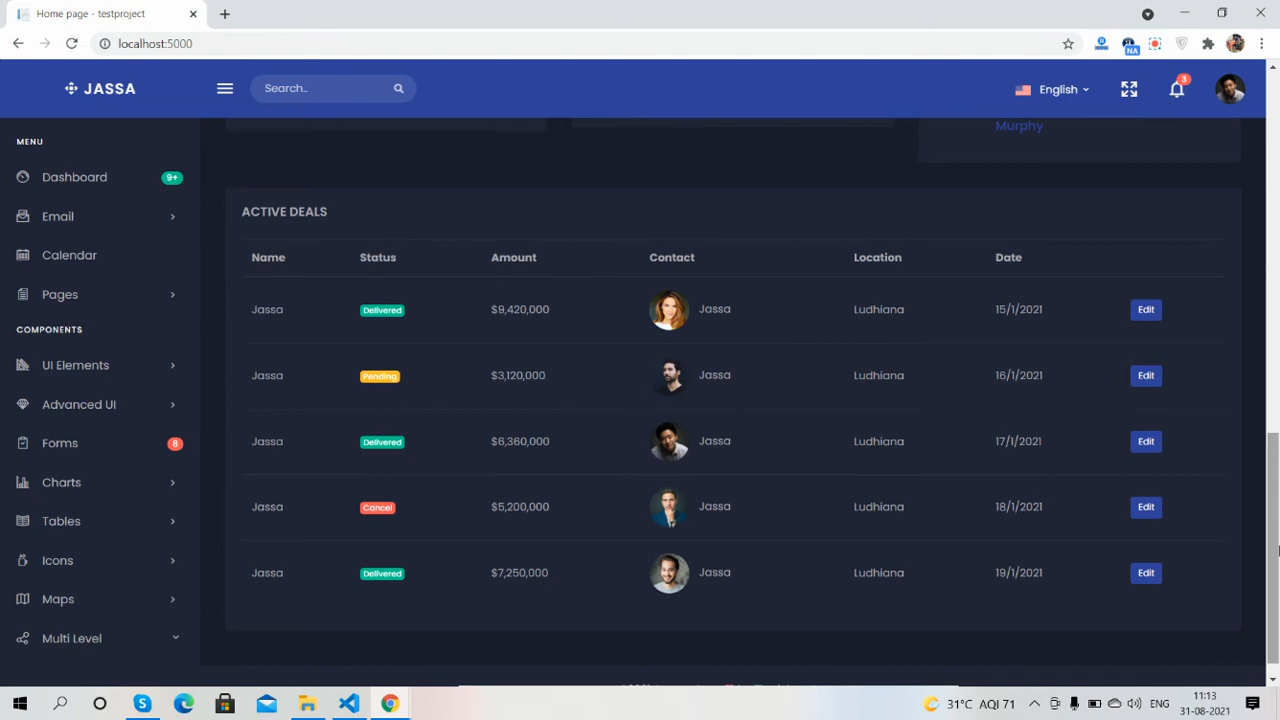 Home page - testproject
localhost:5000
NA
JASSA
Search..
English
3
MENU
Dashboard 9+
Email
Calendar
Pages
COMPONENTS
UI Elements
Advanced UI
Forms 8
Charts
Tables
Icons
Maps
Multi Level
Murphy
ACTIVE DEALS
Name Status Amount Contact Location Date
Jassa Delivered $9,420,000 Jassa Ludhiana 15/1/2021 Edit
Jassa Pending $3,120,000 Jassa Ludhiana 16/1/2021 Edit
Jassa Delivered $6,360,000 Jassa Ludhiana 17/1/2021 Edit
Jassa Cancel $5,200,000 Jassa Ludhiana 18/1/2021 Edit
Jassa Delivered $7,250,000 Jassa Ludhiana 19/1/2021 Edit
31°C AQI 71
ENG
11:13
31-08-2021